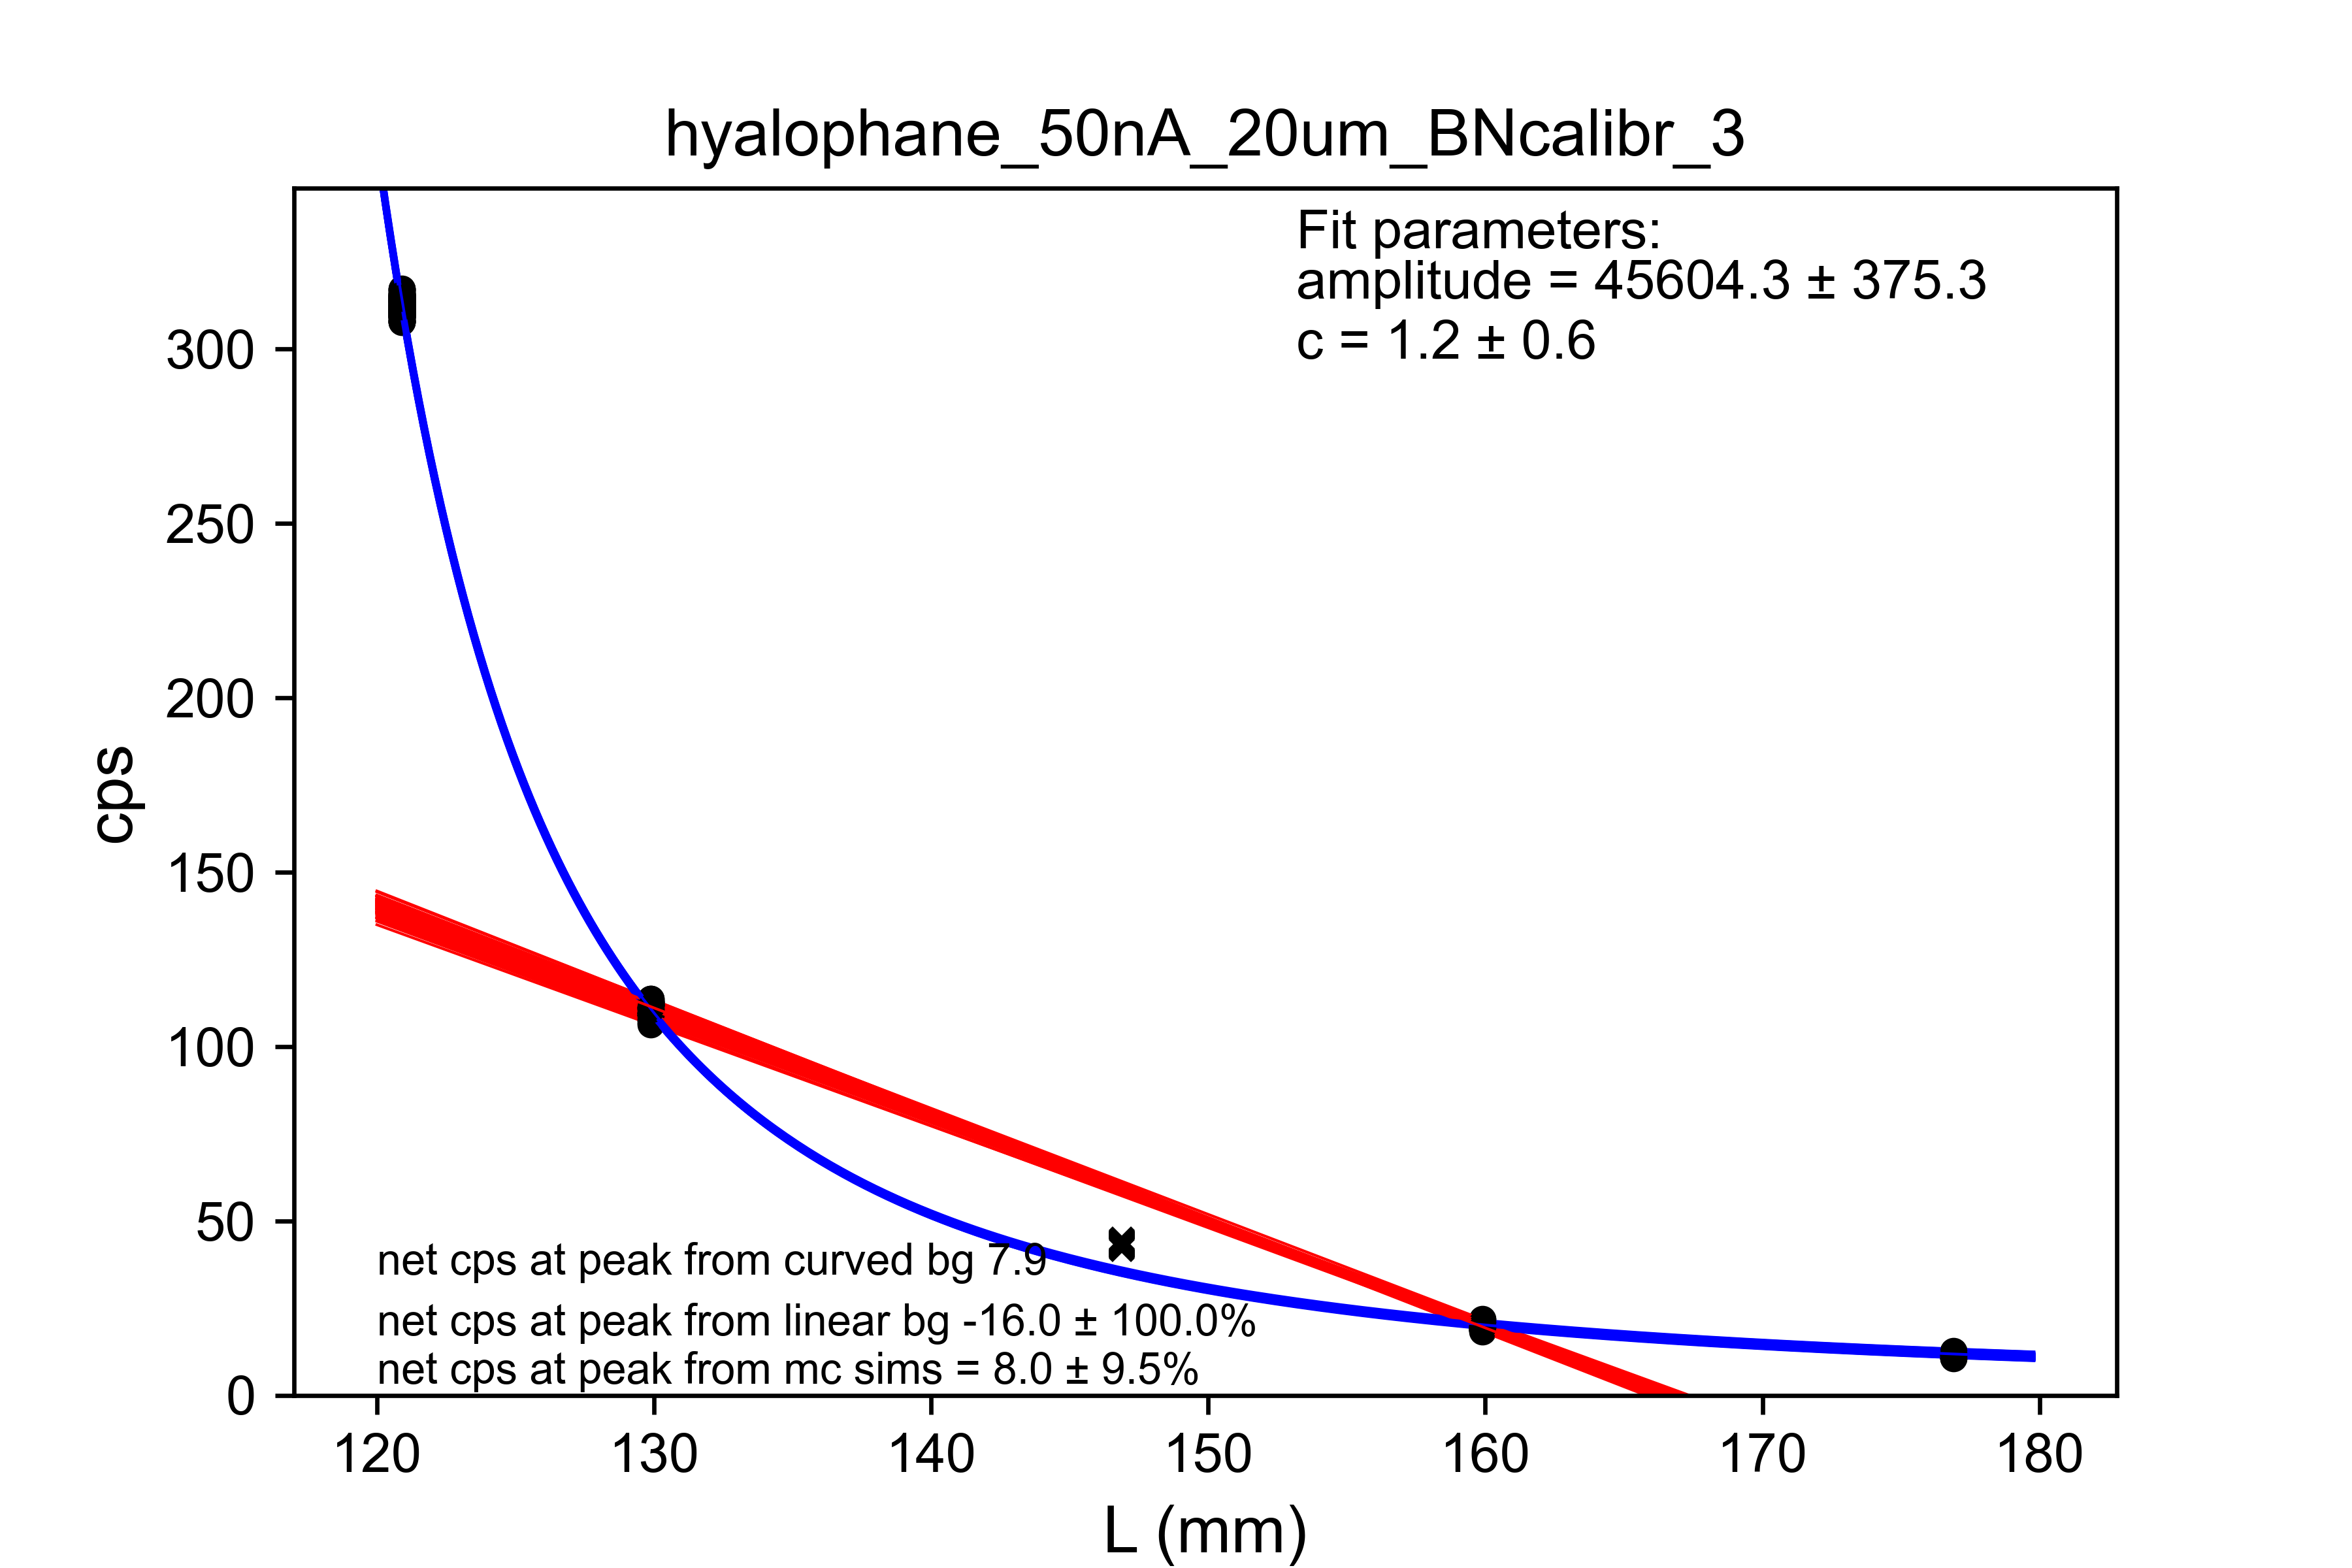 hyalophane_50nA_20um_BNcalibr_3
Fit parameters:
amplitude = 45604.3 ± 375.3
c = 1.2 ± 0.6
300
250
200
150
100
50
0
cps
net cps at peak from curved bg 7.9
net cps at peak from linear bg -16.0 ± 100.0%
net cps at peak from mc sims = 8.0 ± 9.5%
120 130 140 150 160 170 180
L (mm)